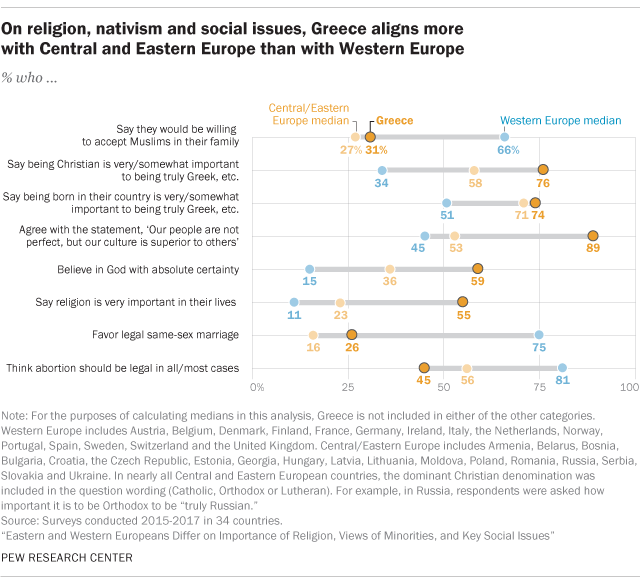 On religion, nativism and social issues, Greece aligns more
with Central and Eastern Europe than with Western Europe
% who ...
Central/Eastern
Europe median
Greece
Western Europe median
Say they would be willing
to accept Muslims in their family
27% 31% 66%
Say being Christian is very/somewhat important
to being truly Greek, etc.
34 58 76
Say being born in their country is very/somewhat
important to being truly Greek, etc.
51 71 74
Agree with the statement, ‘Our people are not
perfect, but our culture is superior to others’
45 53 89
Believe in God with absolute certainty
15 36 59
Say religion is very important in their lives
11 23 55
Favor legal same-sex marriage
16 26 75
Think abortion should be legal in all/most cases
45 56 81
0% 25 50 75 100
Note: For the purposes of calculating medians in this analysis, Greece is not included in either of the other categories.
Western Europe includes Austria, Belgium, Denmark, Finland, France, Germany, Ireland, Italy, the Netherlands, Norway,
Portugal, Spain, Sweden, Switzerland and the United Kingdom. Central/Eastern Europe includes Armenia, Belarus, Bosnia,
Bulgaria, Croatia, the Czech Republic, Estonia, Georgia, Hungary, Latvia, Lithuania, Moldova, Poland, Romania, Russia, Serbia,
Slovakia and Ukraine. In nearly all Central and Eastern European countries, the dominant Christian denomination was
included in the question wording (Catholic, Orthodox or Lutheran). For example, in Russia, respondents were asked how
important it is to be Orthodox to be “truly Russian.”
Source: Surveys conducted 2015-2017 in 34 countries.
“Eastern and Western Europeans Differ on Importance of Religion, Views of Minorities, and Key Social Issues”
PEW RESEARCH CENTER